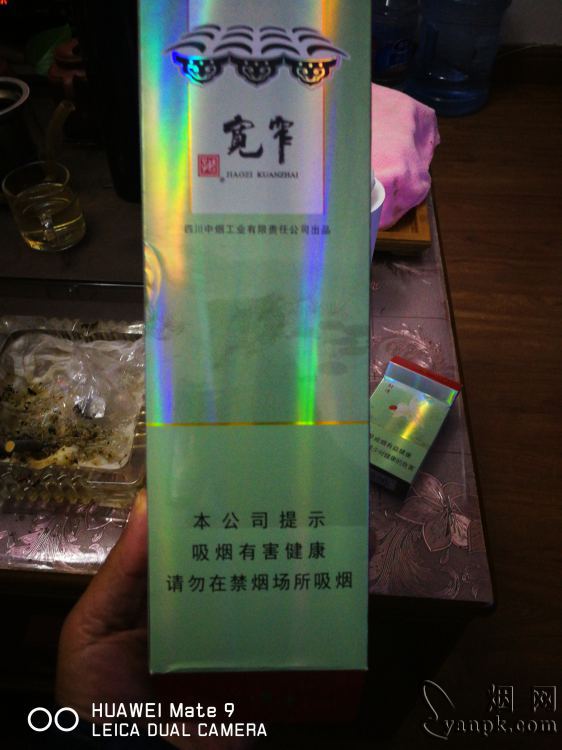 宽窄
JIAOZI KUANZHAI
四川中烟工业有限责任公司出品
本公司提示
吸烟有害健康
请勿在禁烟场所吸烟
HUAWEI Mate 9
LEICA DUAL CAMERA
烟网
yanpk.com